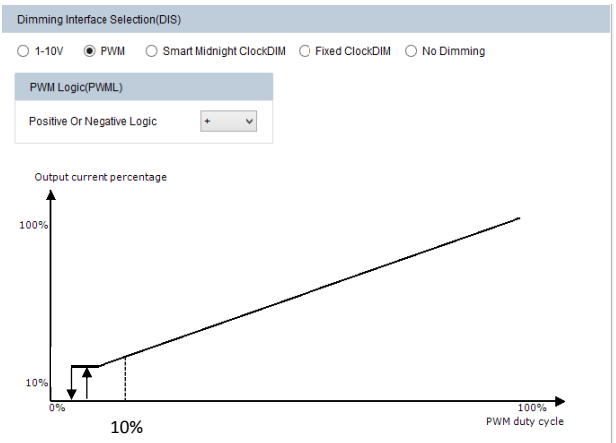 Dimming Interface Selection(DIS)
1-10V PWM Smart Midnight ClockDIM Fixed ClockDIM No Dimming
PWM Logic(PWML)
Positive Or Negative Logic +
Output current percentage
100%
10%
0% 100%
10% PWM duty cycle